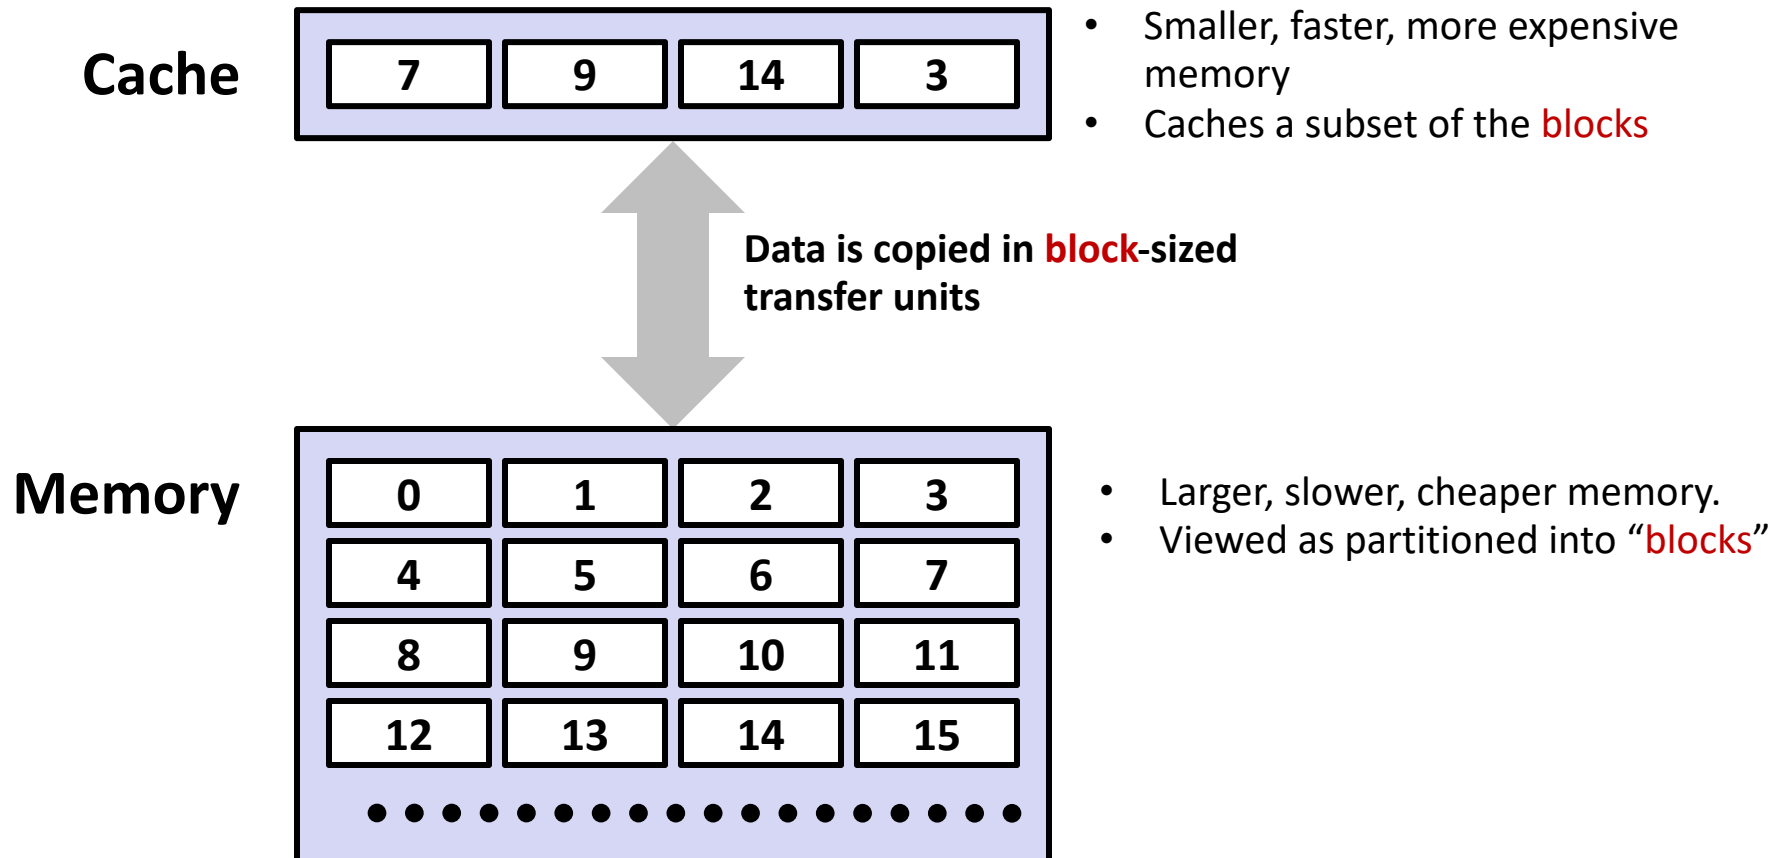 Cache
7 9 14 3
• Smaller, faster, more expensive
memory
• Caches a subset of the blocks
Data is copied in block-sized
transfer units
Memory
0 1 2 3
4 5 6 7
8 9 10 11
12 13 14 15
• Larger, slower, cheaper memory.
• Viewed as partitioned into “blocks”